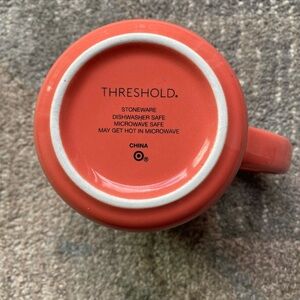 THRESHOLD.
STONEWARE
DISHWASHER SAFE
MICROWAVE SAFE
MAY GET HOT IN MICROWAVE
CHINA
®